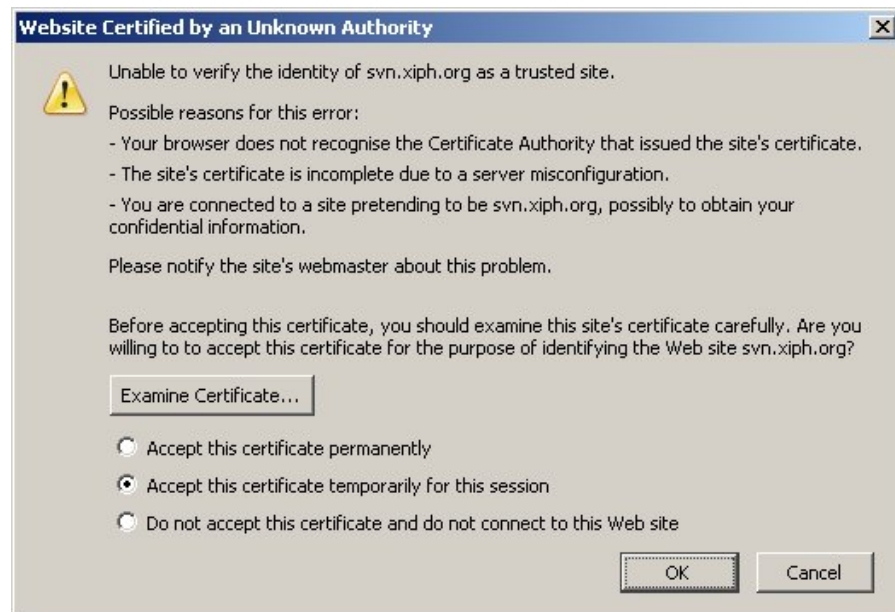 Website Certified by an Unknown Authority
Unable to verify the identity of svn.xiph.org as a trusted site.
Possible reasons for this error:
- Your browser does not recognise the Certificate Authority that issued the site's certificate.
- The site's certificate is incomplete due to a server misconfiguration.
- You are connected to a site pretending to be svn.xiph.org, possibly to obtain your
confidential information.
Please notify the site's webmaster about this problem.
Before accepting this certificate, you should examine this site's certificate carefully. Are you
willing to to accept this certificate for the purpose of identifying the Web site svn.xiph.org?
Examine Certificate...
Accept this certificate permanently
Accept this certificate temporarily for this session
Do not accept this certificate and do not connect to this Web site
OK Cancel